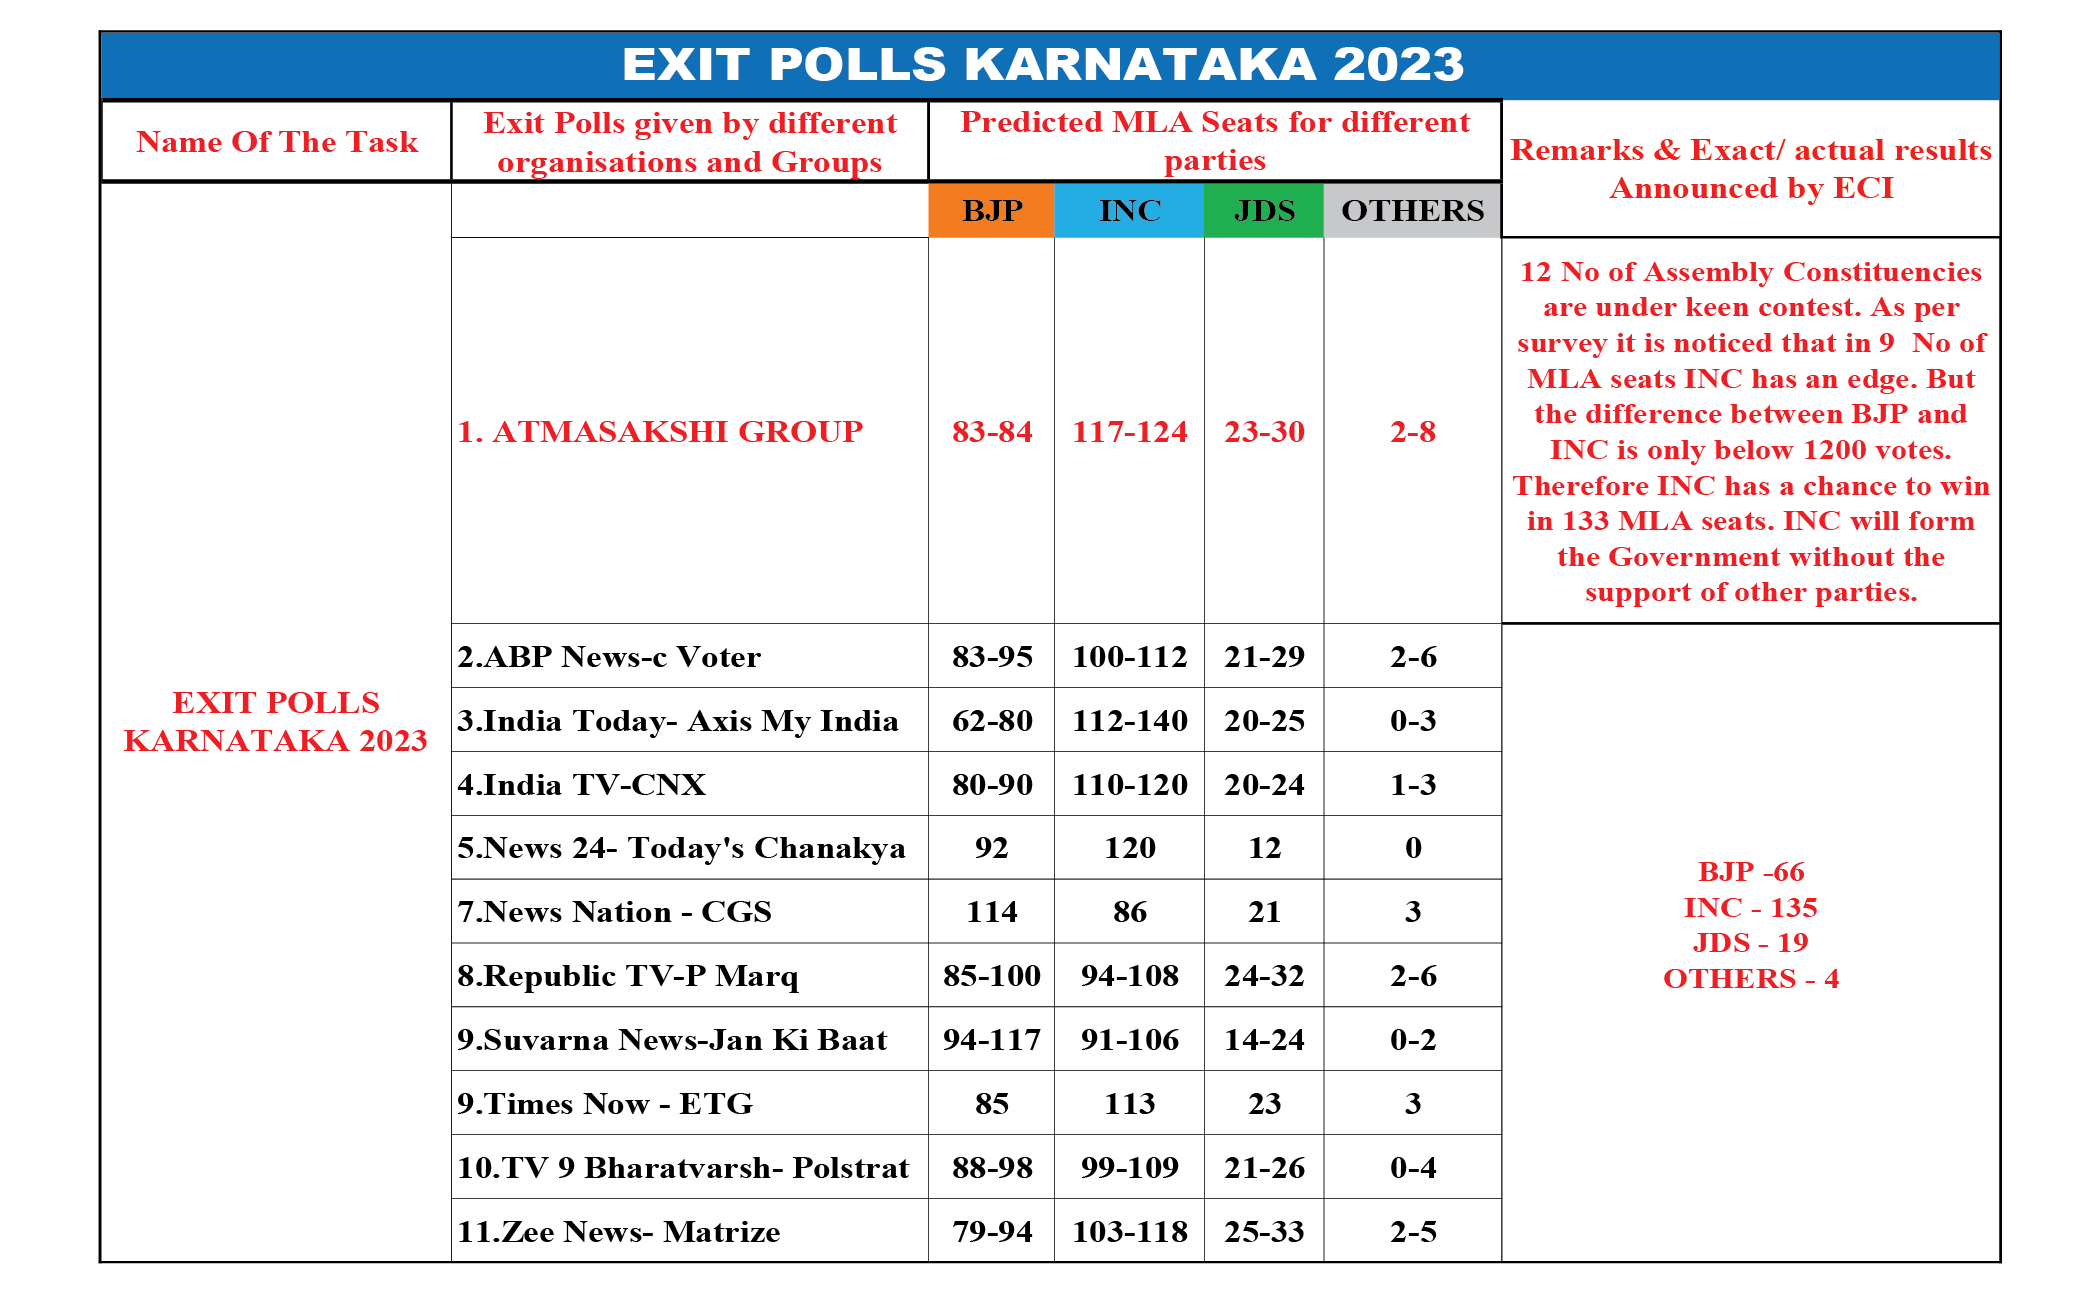 EXIT POLLS KARNATAKA 2023
Name Of The Task
Exit Polls given by different
organisations and Groups
Predicted MLA Seats for different
parties
Remarks & Exact/ actual results
Announced by ECI
BJP INC JDS OTHERS
EXIT POLLS
KARNATAKA 2023
1. ATMASAKSHI GROUP 83-84 117-124 23-30 2-8
12 No of Assembly Constituencies
are under keen contest. As per
survey it is noticed that in 9 No of
MLA seats INC has an edge. But
the difference between BJP and
INC is only below 1200 votes.
Therefore INC has a chance to win
in 133 MLA seats. INC will form
the Government without the
support of other parties.
2.ABP News-c Voter 83-95 100-112 21-29 2-6
3.India Today- Axis My India 62-80 112-140 20-25 0-3
4.India TV-CNX 80-90 110-120 20-24 1-3
5.News 24- Today's Chanakya 92 120 12 0
7.News Nation - CGS 114 86 21 3
8.Republic TV-P Marq 85-100 94-108 24-32 2-6
9.Suvarna News-Jan Ki Baat 94-117 91-106 14-24 0-2
9.Times Now - ETG 85 113 23 3
10.TV 9 Bharatvarsh- Polstrat 88-98 99-109 21-26 0-4
11.Zee News- Matrize 79-94 103-118 25-33 2-5
BJP -66
INC - 135
JDS - 19
OTHERS - 4